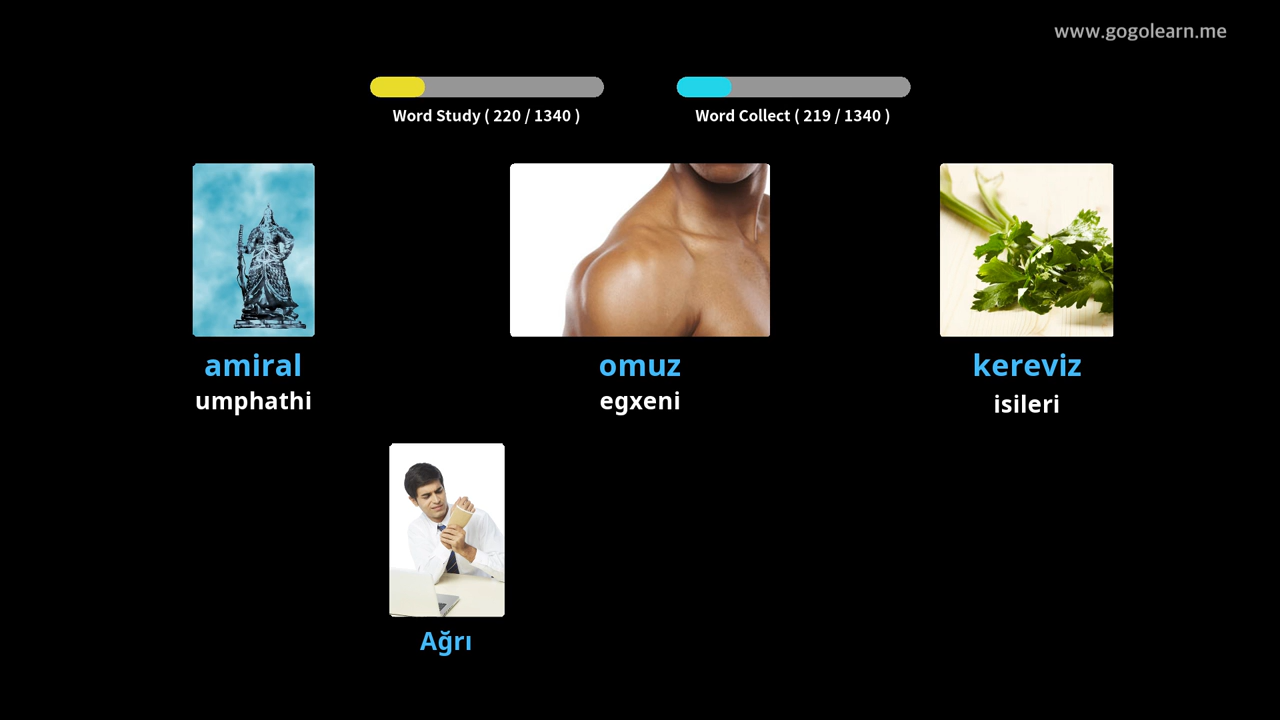 www.gogolearn.me
Word Study ( 220 / 1340 )
Word Collect ( 219 / 1340 )
amiral
umphathi
omuz
egxeni
kereviz
isileri
Ağrı